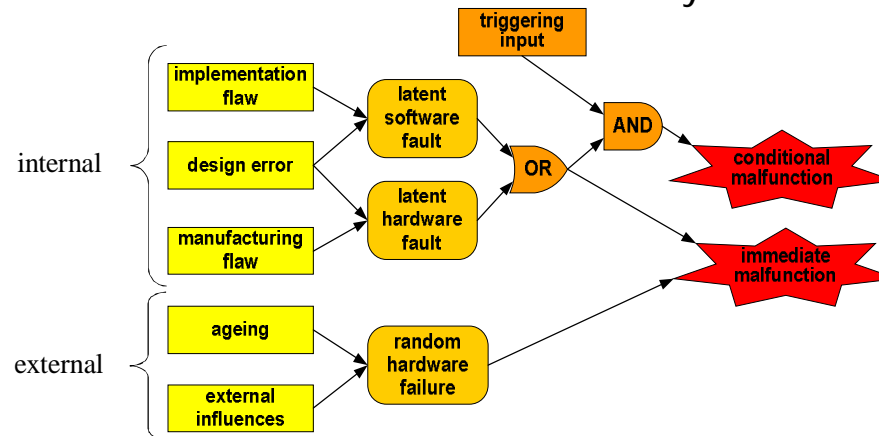 triggering
input
implementation
flaw
latent
software
fault
AND
internal
design error
OR
conditional
malfunction
latent
hardware
fault
manufacturing
flaw
immediate
malfunction
ageing
external
random
hardware
failure
external
influences